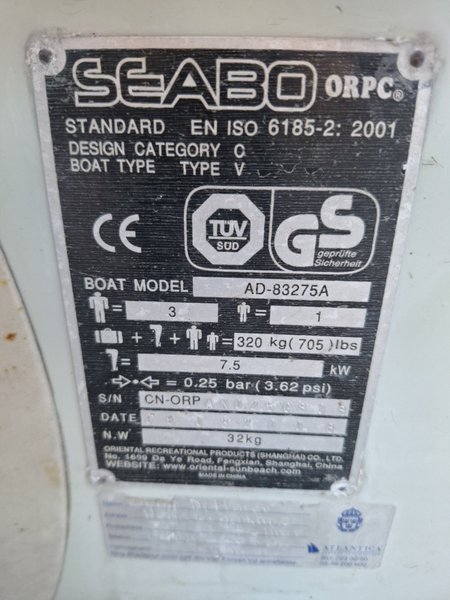 SEABO ORPC®
STANDARD EN ISO 6185-2: 2001
DESIGN CATEGORY C
BOAT TYPE TYPE V
CE
TÜV
SÜD
GS
geprüfte
Sicherheit
BOAT MODEL AD-83275A
= 3 = 1
+ + = 320 kg(705)lbs
= 7.5 kW
= 0.25 bar (3.62 psi)
S/N CN-ORP
DATE
N.W 32kg
ORIENTAL RECREATIONAL PRODUCTS (SHANGHAI) CO.,LTD
No. 1699 Da Ye Road, Fengxian, Shanghai, China
WEBSITE: www.oriental-sunbeach.com
MADE IN CHINA
ATLANTICA